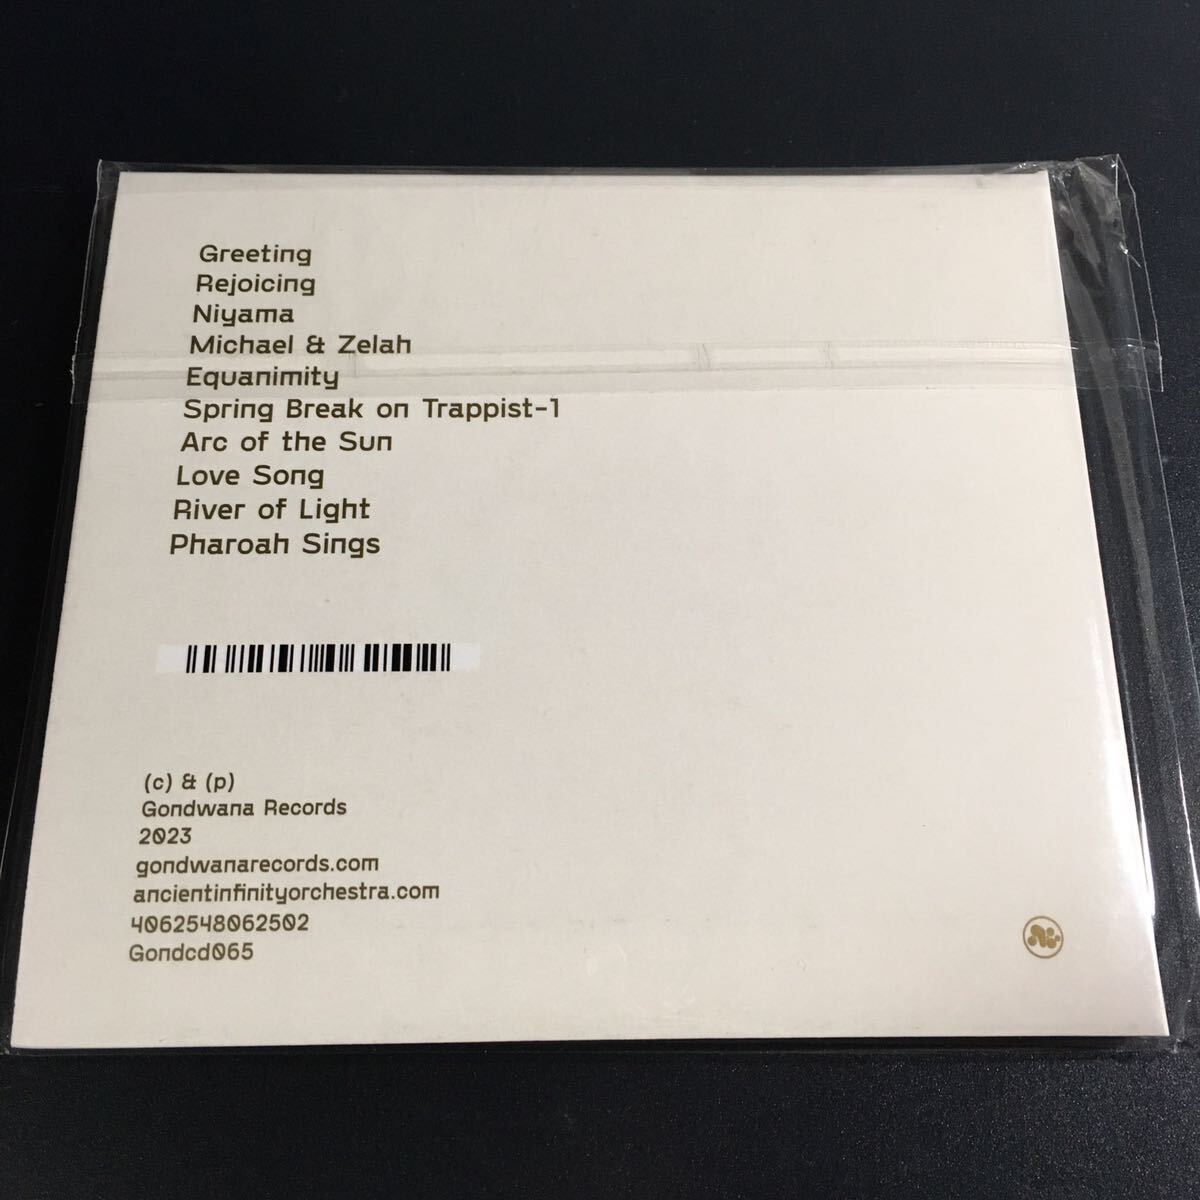 Greeting
Rejoicing
Niyama
Michael & Zelah
Equanimity
Spring Break on Trappist-1
Arc of the Sun
Love Song
River of Light
Pharoah Sings
(c) & (p)
Gondwana Records
2023
gondwanarecords.com
ancientinfinityorchestra.com
4062548062502
Gondcd065